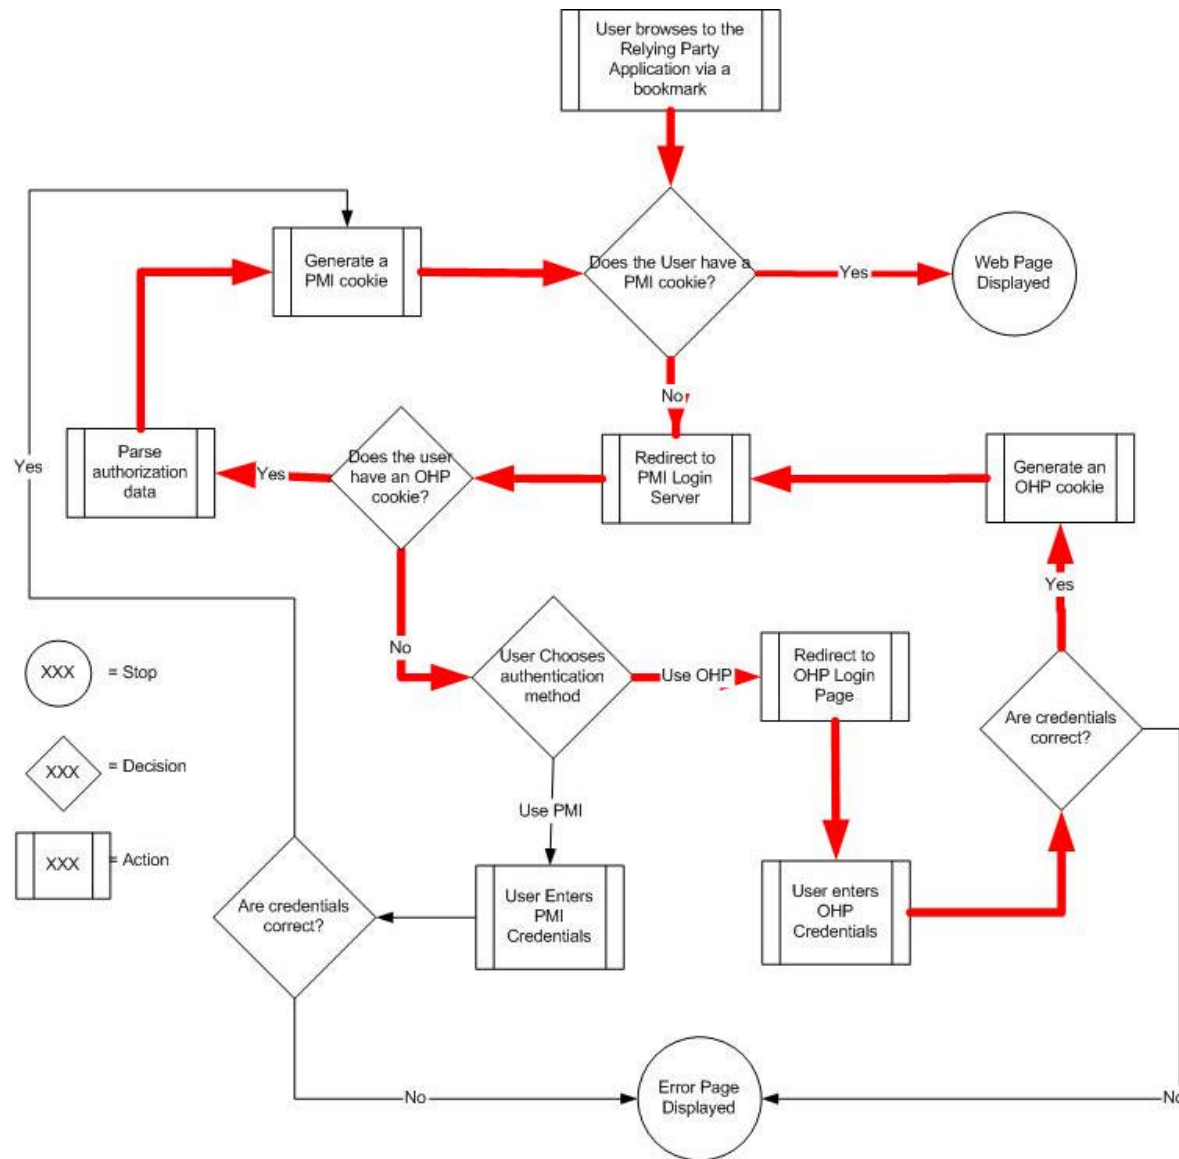 User browses to the
Relying Party
Application via a
bookmark
Generate a
PMI cookie
Does the User have a
PMI cookie?
Yes
Web Page
Displayed
No
Parse
authorization
data
Yes
Does the user
have an OHP
cookie?
Redirect to
PMI Login
Server
Generate an
OHP cookie
Yes
Yes
No
User Chooses
authentication
method
Use OHP
Redirect to
OHP Login
Page
Are credentials
correct?
XXX
= Stop
XXX
= Decision
XXX
= Action
Use PMI
Are credentials
correct?
User Enters
PMI
Credentials
User enters
OHP
Credentials
No
Error Page
Displayed
No